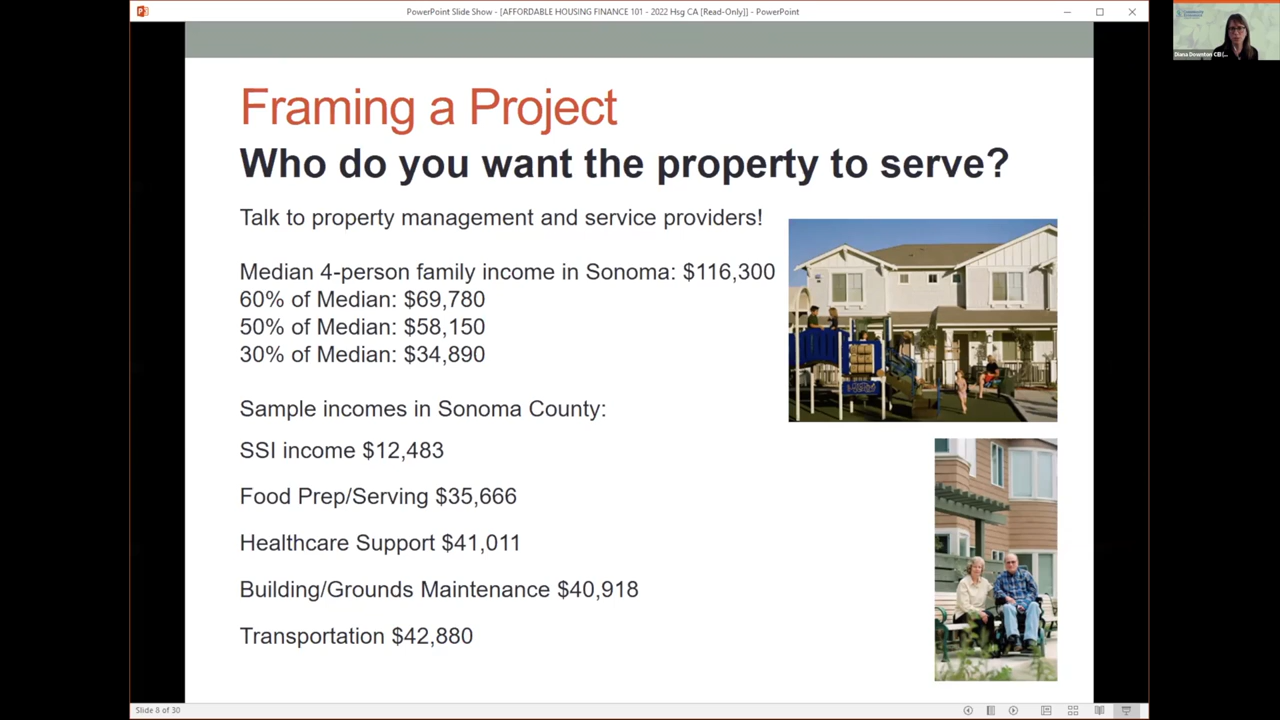 PowerPoint Slide Show - [AFFORDABLE HOUSING FINANCE 101 - 2022 Hsg CA [Read-Only]] - PowerPoint
Framing a Project
Who do you want the property to serve?
Talk to property management and service providers!
Median 4-person family income in Sonoma: $116,300
60% of Median: $69,780
50% of Median: $58,150
30% of Median: $34,890
Sample incomes in Sonoma County:
SSI income $12,483
Food Prep/Serving $35,666
Healthcare Support $41,011
Building/Grounds Maintenance $40,918
Transportation $42,880
Slide 8 of 30
Diana Downton